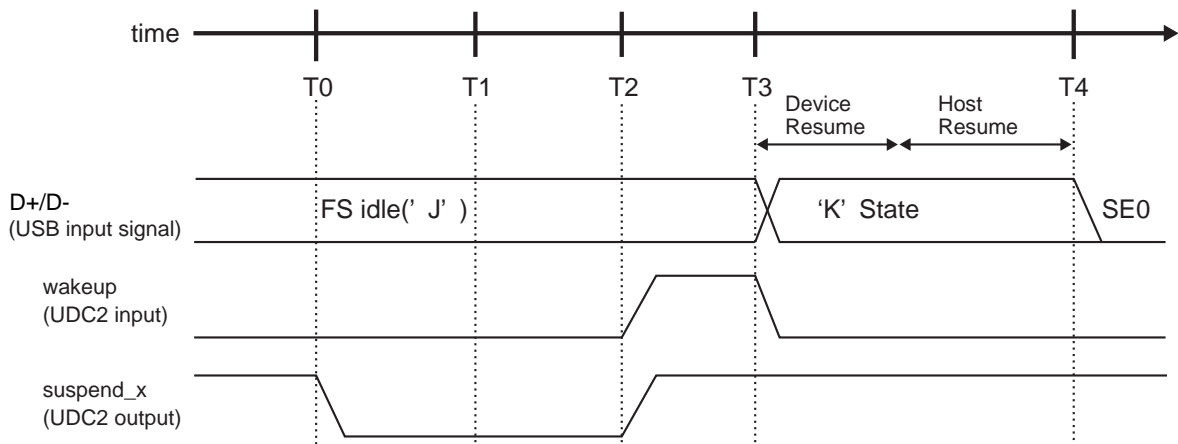 time
T0
T1
T2
T3
T4
Device
Resume
Host
Resume
D+/D-
(USB input signal)
FS idle(’ J’ )
‘K’ State
SE0
wakeup
(UDC2 input)
suspend_x
(UDC2 output)